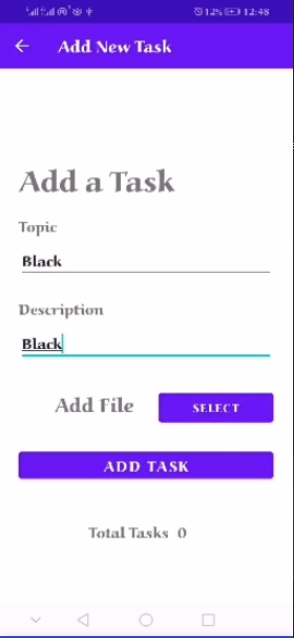 12% 12:48
Add New Task
Add a Task
Topic
Black
Description
Black
Add File SELECT
ADD TASK
Total Tasks 0